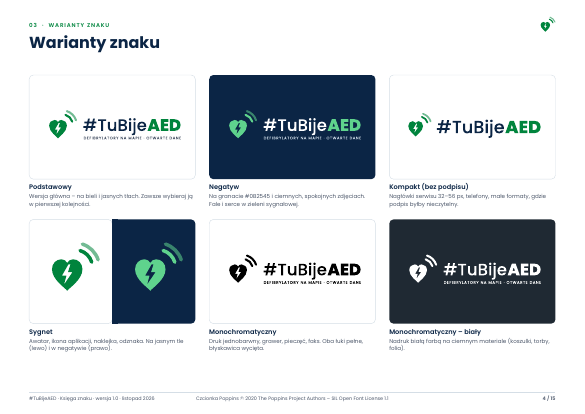 03 · WARIANTY ZNAKU
Warianty znaku
#TuBijeAED
DEFIBRYLATORY NA MAPIE · OTWARTE DANE
#TuBijeAED
DEFIBRYLATORY NA MAPIE · OTWARTE DANE
#TuBijeAED
Podstawowy
Wersja główna – na bieli i jasnych tłach. Zawsze wybieraj ją
w pierwszej kolejności.
Negatyw
Na granacie #082545 i ciemnych, spokojnych zdjęciach.
Fale i serce w zieleni sygnałowej.
Kompakt (bez podpisu)
Nagłówki serwisu 32–56 px, telefony, małe formaty, gdzie
podpis byłby nieczytelny.
#TuBijeAED
DEFIBRYLATORY NA MAPIE · OTWARTE DANE
#TuBijeAED
DEFIBRYLATORY NA MAPIE · OTWARTE DANE
Sygnet
Awatar, ikona aplikacji, naklejka, odznaka. Na jasnym tle
(lewo) i w negatywie (prawo).
Monochromatyczny
Druk jednobarwny, grawer, pieczęć, faks. Oba łuki pełne,
błyskawica wycięta.
Monochromatyczny – biały
Nadruk białą farbą na ciemnym materiale (koszulki, torby,
folia).
#TuBijeAED · Księga znaku · wersja 1.0 · listopad 2026
Czcionka Poppins © 2020 The Poppins Project Authors — SIL Open Font License 1.1
4 / 15